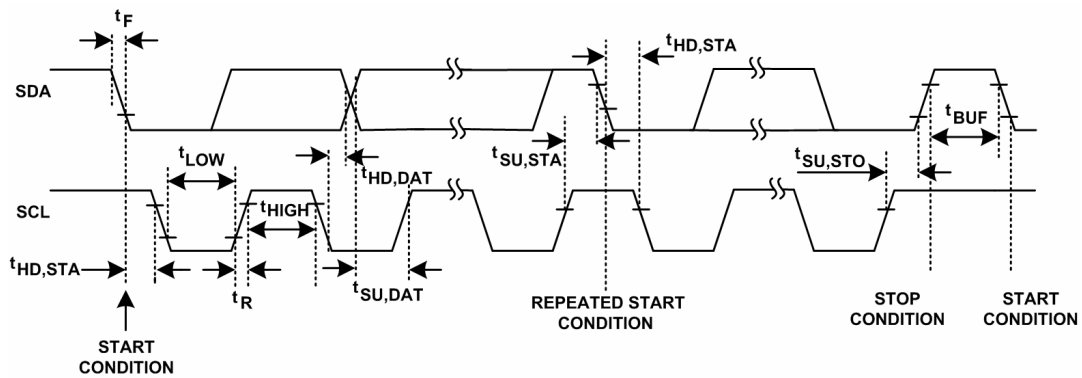 tF
tHD,STA
SDA
tBUF
tLOW
tSU,STA
tSU,STO
tHD,DAT
SCL
tHIGH
tHD,STA
tR
tSU,DAT
REPEATED START
CONDITION
STOP
CONDITION
START
CONDITION
START
CONDITION